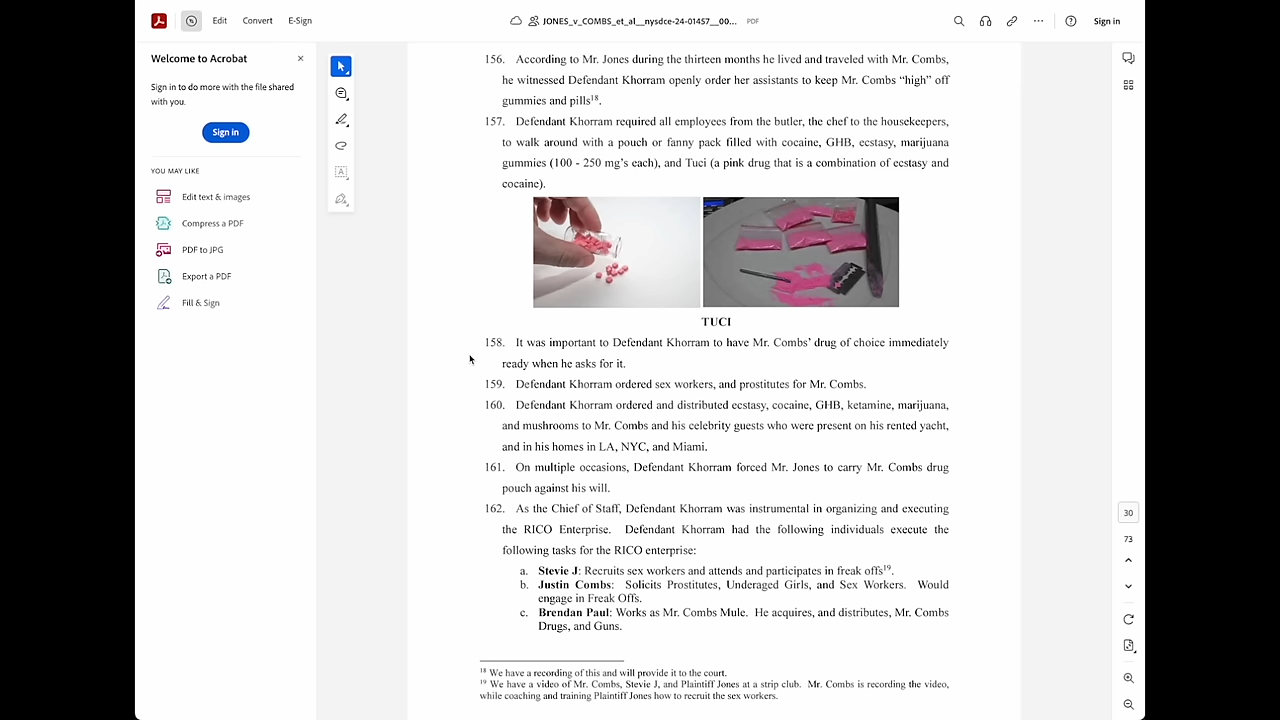 Edit
Convert
E-Sign
JONES_v_COMBS_et_al__nysdce-24-01457__00...
PDF
Sign in
Welcome to Acrobat
Sign in to do more with the file shared
with you.
Sign in
YOU MAY LIKE
Edit text & images
Compress a PDF
PDF to JPG
Export a PDF
Fill & Sign
156. According to Mr. Jones during the thirteen months he lived and traveled with Mr. Combs,
he witnessed Defendant Khorram openly order her assistants to keep Mr. Combs “high” off
gummies and pills18.
157. Defendant Khorram required all employees from the butler, the chef to the housekeepers,
to walk around with a pouch or fanny pack filled with cocaine, GHB, ecstasy, marijuana
gummies (100 - 250 mg’s each), and Tuci (a pink drug that is a combination of ecstasy and
cocaine).
TUCI
158. It was important to Defendant Khorram to have Mr. Combs’ drug of choice immediately
ready when he asks for it.
159. Defendant Khorram ordered sex workers, and prostitutes for Mr. Combs.
160. Defendant Khorram ordered and distributed ecstasy, cocaine, GHB, ketamine, marijuana,
and mushrooms to Mr. Combs and his celebrity guests who were present on his rented yacht,
and in his homes in LA, NYC, and Miami.
161. On multiple occasions, Defendant Khorram forced Mr. Jones to carry Mr. Combs drug
pouch against his will.
162. As the Chief of Staff, Defendant Khorram was instrumental in organizing and executing
the RICO Enterprise. Defendant Khorram had the following individuals execute the
following tasks for the RICO enterprise:
a. Stevie J: Recruits sex workers and attends and participates in freak offs19.
b. Justin Combs: Solicits Prostitutes, Underaged Girls, and Sex Workers. Would
engage in Freak Offs.
c. Brendan Paul: Works as Mr. Combs Mule. He acquires, and distributes, Mr. Combs
Drugs, and Guns.
18 We have a recording of this and will provide it to the court.
19 We have a video of Mr. Combs, Stevie J, and Plaintiff Jones at a strip club. Mr. Combs is recording the video,
while coaching and training Plaintiff Jones how to recruit the sex workers.
30
73